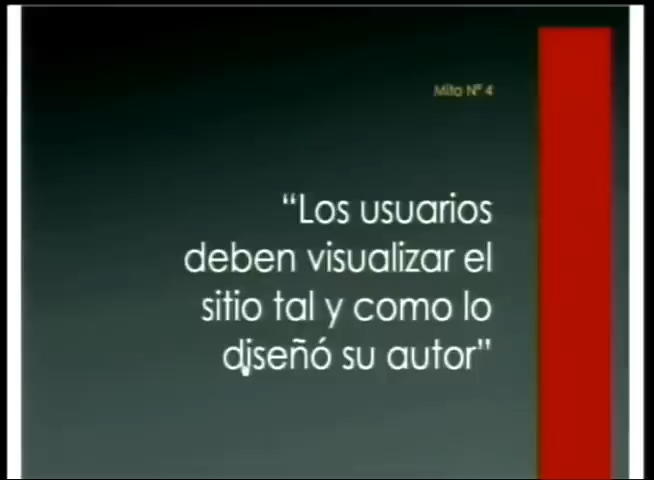 Mito Nº 4
“Los usuarios
deben visualizar el
sitio tal y como lo
diseñó su autor”